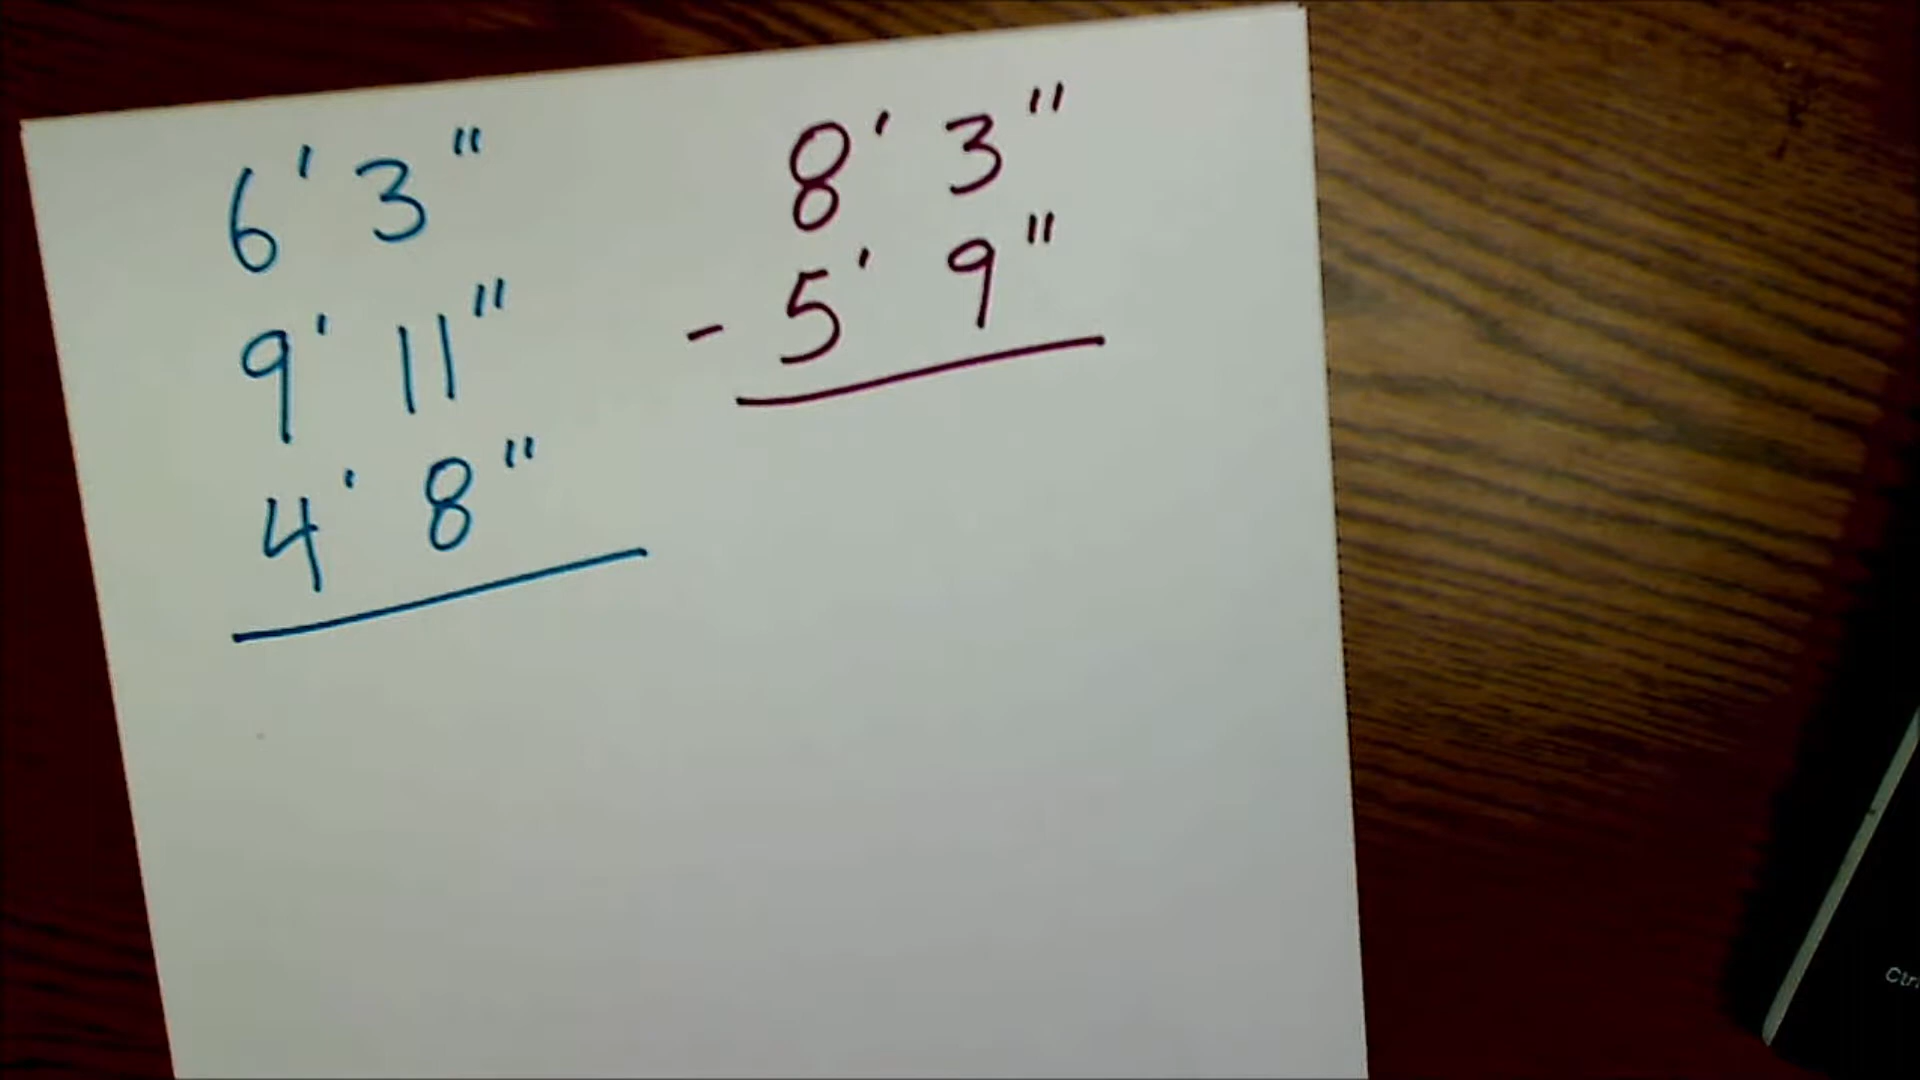 6' 3"
9' 11"
4' 8"
8' 3"
- 5' 9"